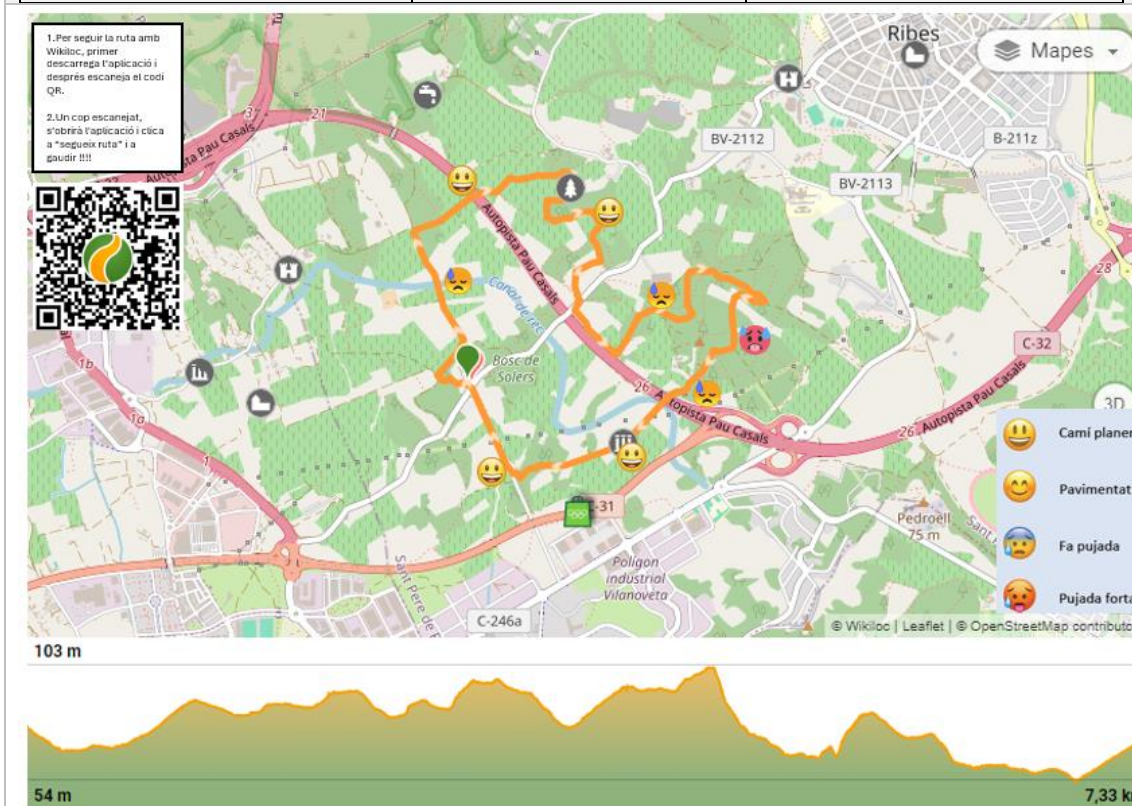 1.Per seguir la ruta amb
Wikiloc, primer
descarrega l'aplicació i
després escaneja el codi
QR.
2.Un cop escanejat,
s'obrirà l'aplicació i clica
a "segueix ruta" i a
gaudir !!!!
Ribes
Mapes
21
Autopista Pau Casals
BV-2112
B-211z
BV-2113
Autopista Pau Casals
28
Canal de rec
C-32
1b
Bosc de
Solers
26
Autopista Pau Casals
3D
1a
26
Autopista Pau Casals
Camí planer
1
Pavimentat
C-31
Pedroell
75 m
Fa pujada
Polígon
industrial
Vilanoveta
Sant Pere de
Pujada forta
C-246a
© Wikiloc | Leaflet | © OpenStreetMap contributo
103 m
54 m
7,33 km